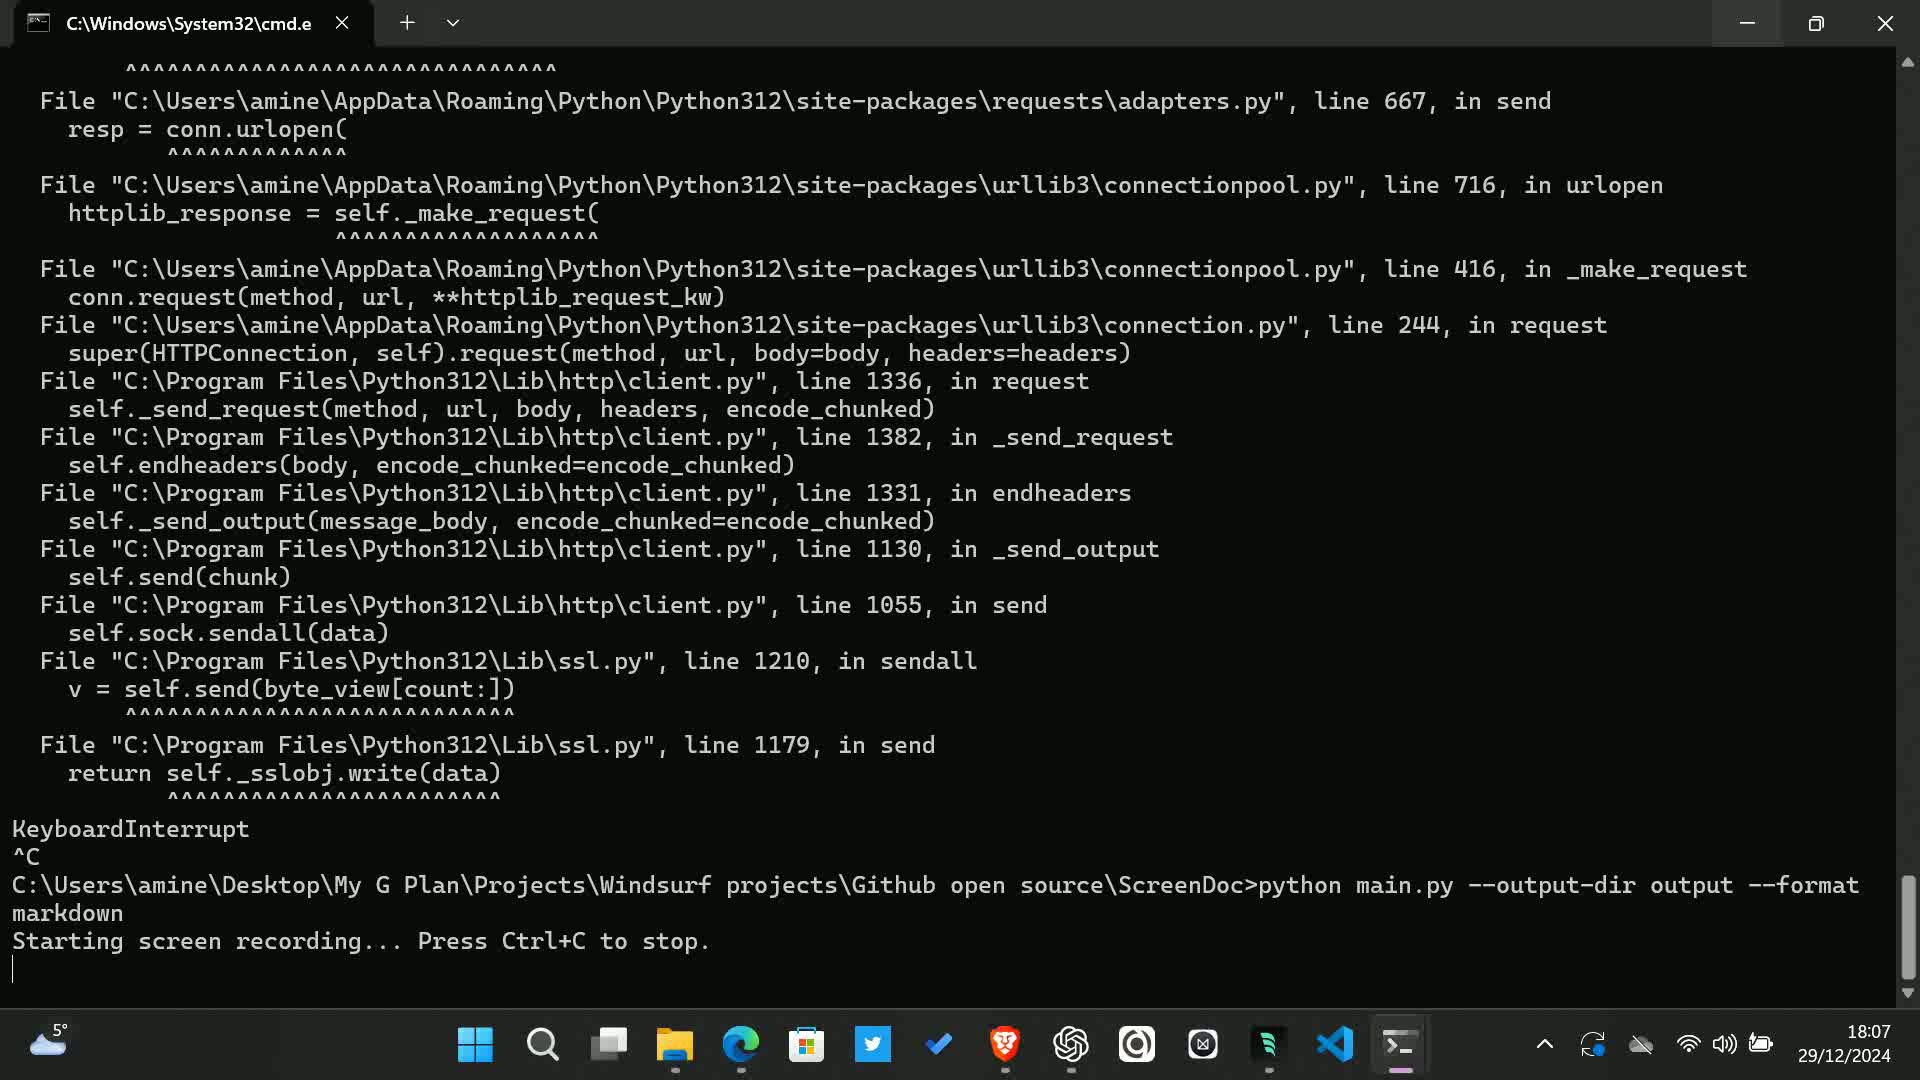 C:\Windows\System32\cmd.e
^^^^^^^^^^^^^^^^^^^^^^^^^^^^^^^
File "C:\Users\amine\AppData\Roaming\Python\Python312\site-packages\requests\adapters.py", line 667, in send
resp = conn.urlopen(
^^^^^^^^^^^^^
File "C:\Users\amine\AppData\Roaming\Python\Python312\site-packages\urllib3\connectionpool.py", line 716, in urlopen
httplib_response = self._make_request(
^^^^^^^^^^^^^^^^^^^
File "C:\Users\amine\AppData\Roaming\Python\Python312\site-packages\urllib3\connectionpool.py", line 416, in _make_request
conn.request(method, url, **httplib_request_kw)
File "C:\Users\amine\AppData\Roaming\Python\Python312\site-packages\urllib3\connection.py", line 244, in request
super(HTTPConnection, self).request(method, url, body=body, headers=headers)
File "C:\Program Files\Python312\Lib\http\client.py", line 1336, in request
self._send_request(method, url, body, headers, encode_chunked)
File "C:\Program Files\Python312\Lib\http\client.py", line 1382, in _send_request
self.endheaders(body, encode_chunked=encode_chunked)
File "C:\Program Files\Python312\Lib\http\client.py", line 1331, in endheaders
self._send_output(message_body, encode_chunked=encode_chunked)
File "C:\Program Files\Python312\Lib\http\client.py", line 1130, in _send_output
self.send(chunk)
File "C:\Program Files\Python312\Lib\http\client.py", line 1055, in send
self.sock.sendall(data)
File "C:\Program Files\Python312\Lib\ssl.py", line 1210, in sendall
v = self.send(byte_view[count:])
^^^^^^^^^^^^^^^^^^^^^^^^^^^^
File "C:\Program Files\Python312\Lib\ssl.py", line 1179, in send
return self._sslobj.write(data)
^^^^^^^^^^^^^^^^^^^^^^^^
KeyboardInterrupt
^C
C:\Users\amine\Desktop\My G Plan\Projects\Windsurf projects\Github open source\ScreenDoc>python main.py --output-dir output --format
markdown
Starting screen recording... Press Ctrl+C to stop.
5°
18:07
29/12/2024